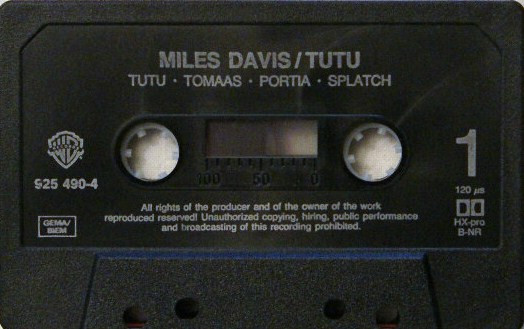 MILES DAVIS/TUTU
TUTU · TOMAAS · PORTIA · SPLATCH
925 490-4
1
120 µs
100 50 0
HX-pro
B-NR
GEMA/
BIEM
All rights of the producer and of the owner of the work
reproduced reserved! Unauthorized copying, hiring, public performance
and broadcasting of this recording prohibited.